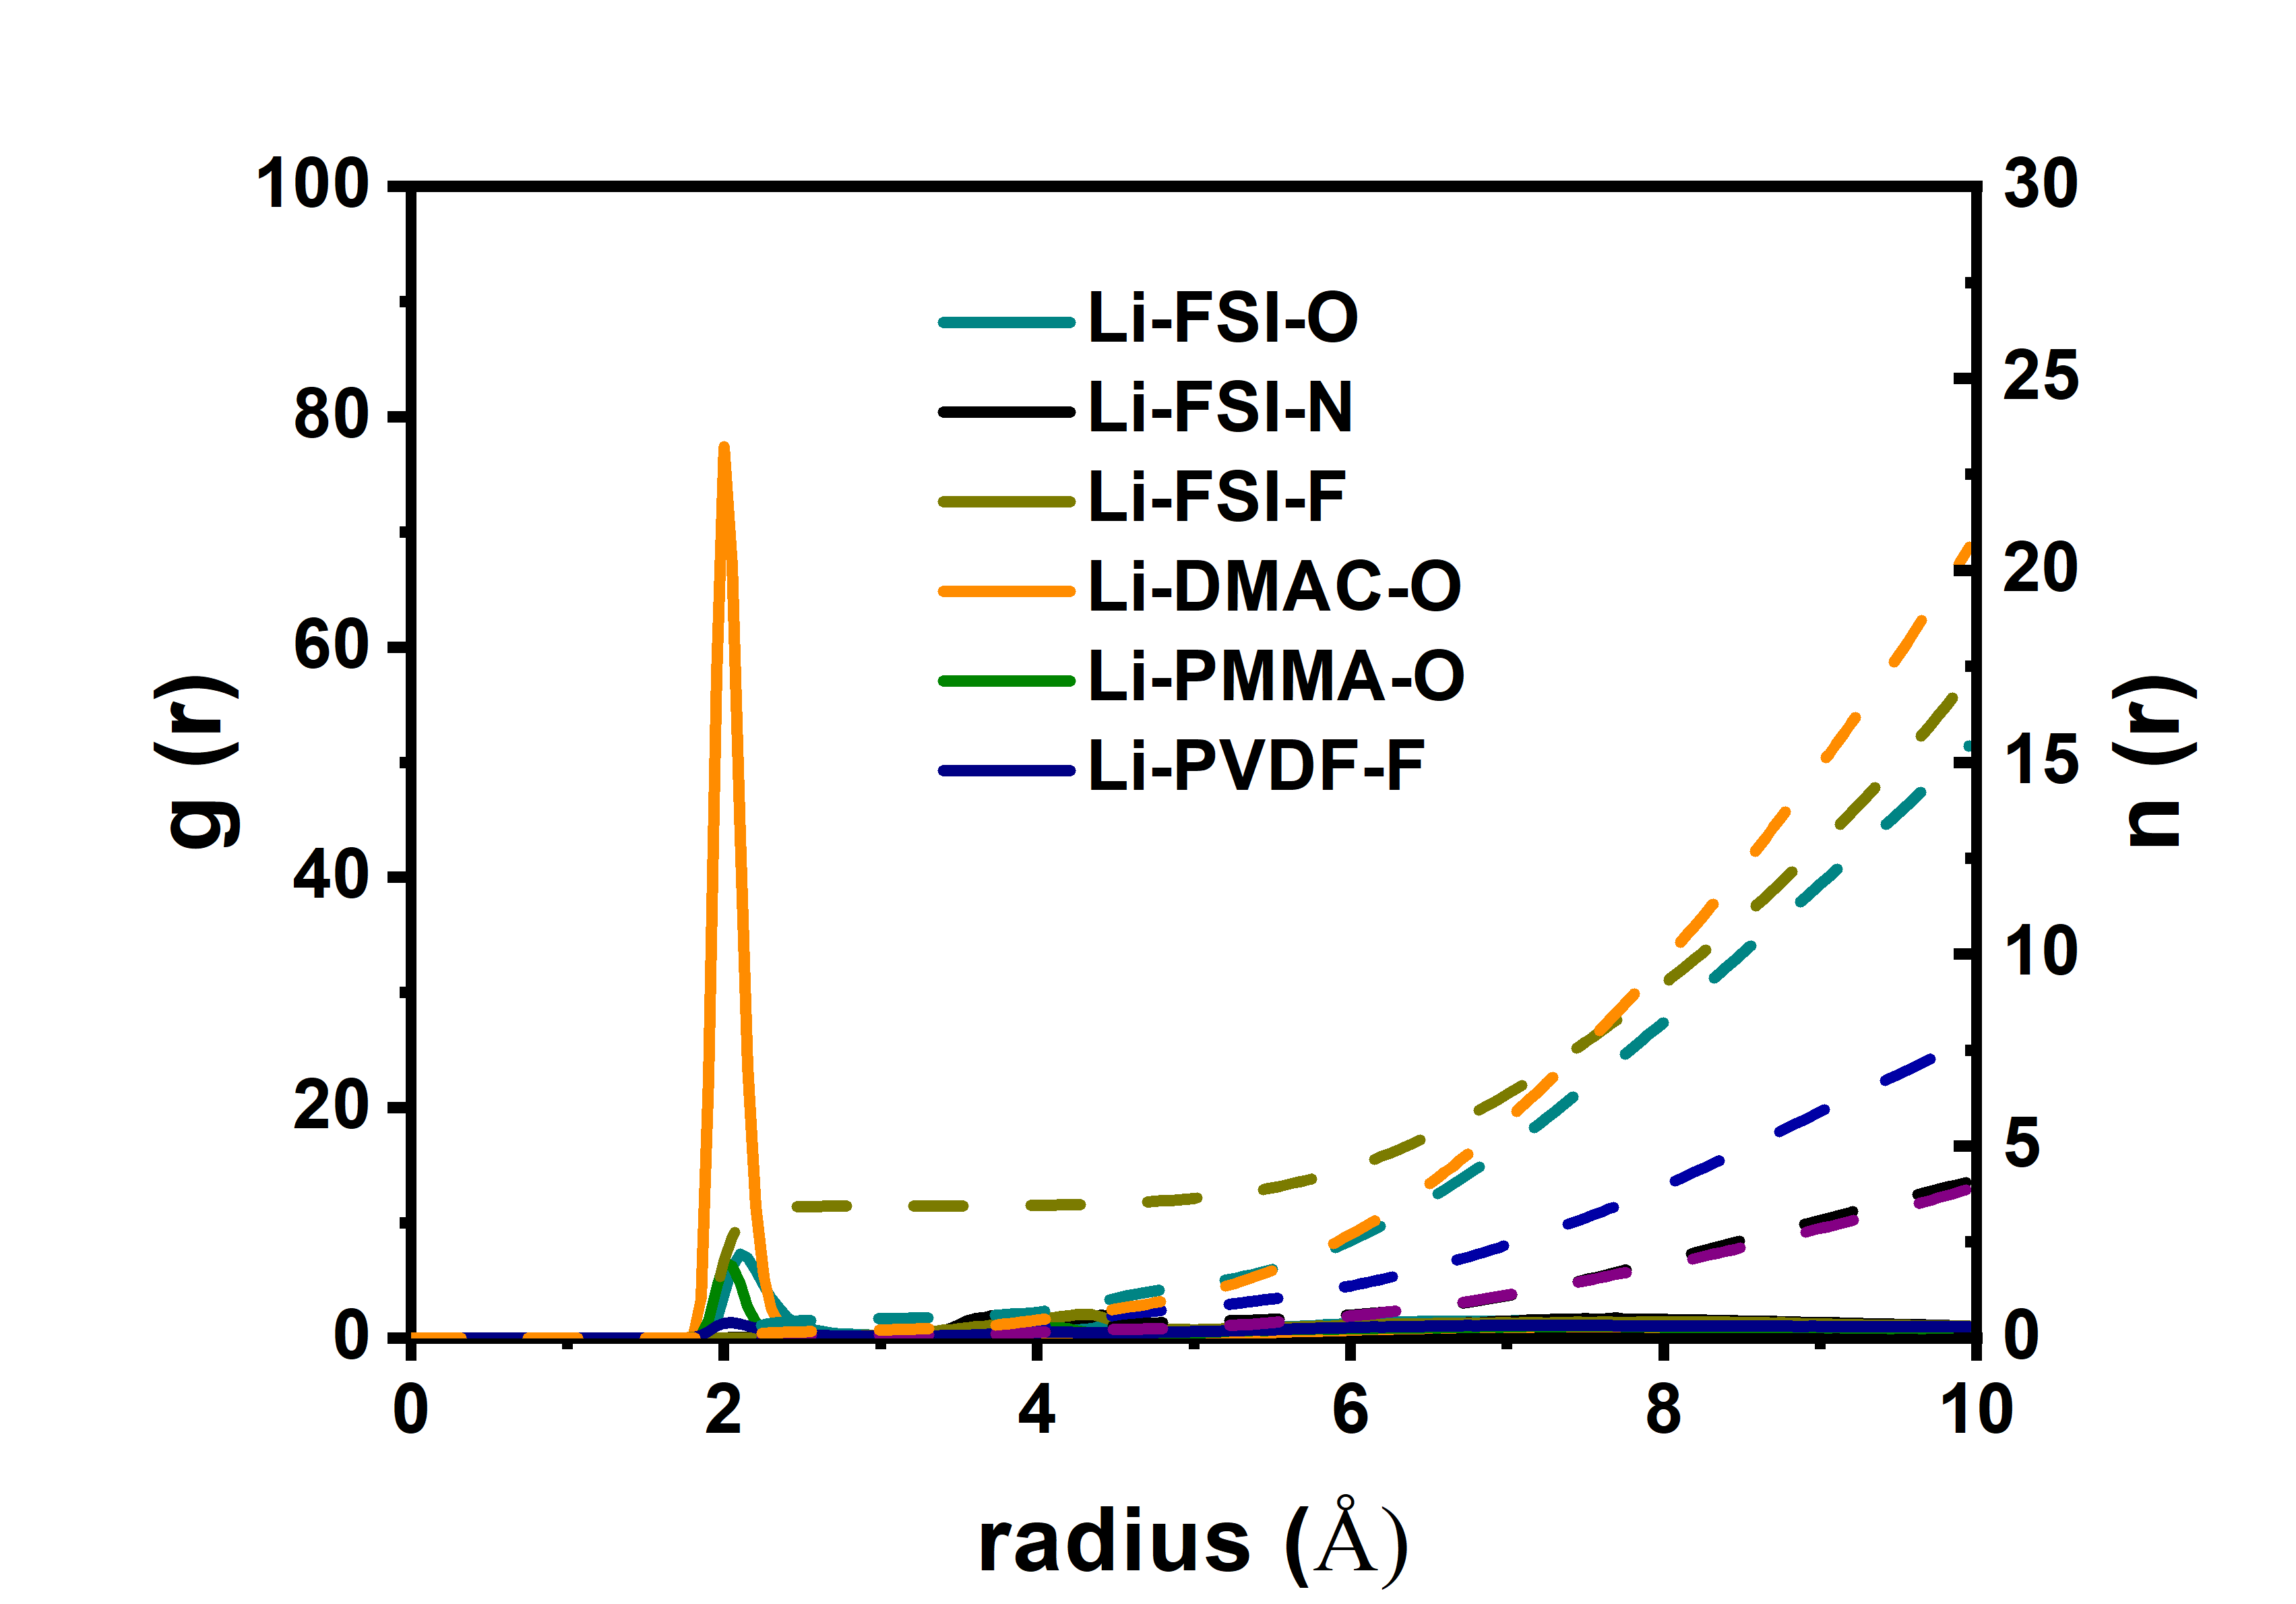 100
80
60
40
20
0
30
25
20
15
10
5
0
g (r)
n (r)
Li-FSI-O
Li-FSI-N
Li-FSI-F
Li-DMAC-O
Li-PMMA-O
Li-PVDF-F
0 2 4 6 8 10
radius (Å)